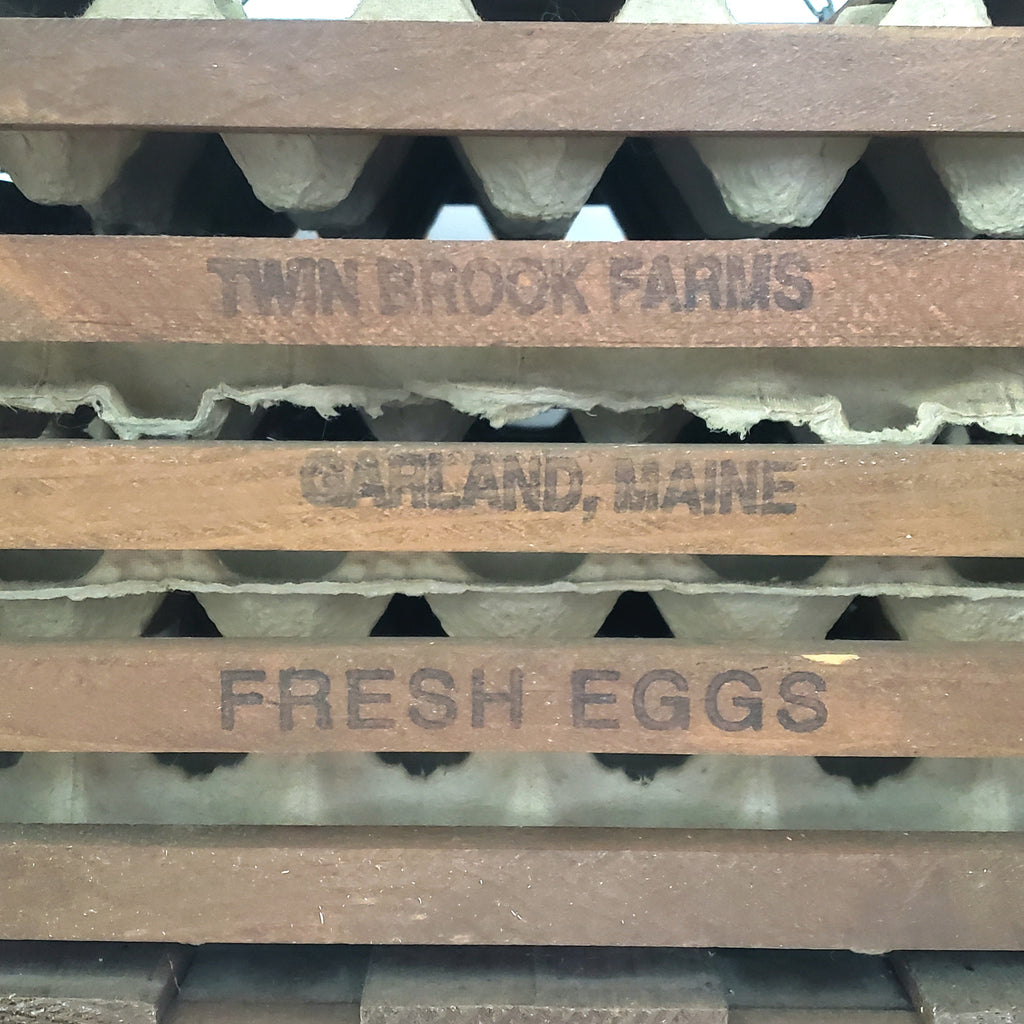 TWIN BROOK FARMS
GARLAND, MAINE
FRESH EGGS